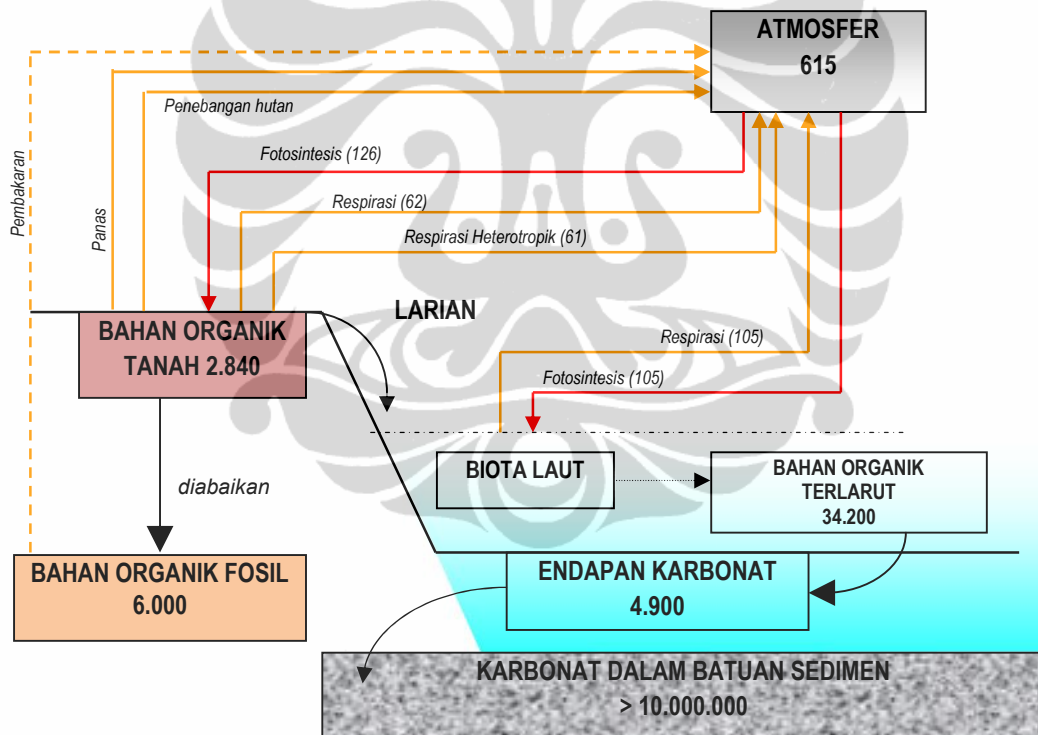 ATMOSFER
615
Penebangan hutan
Pembakaran
Panas
Fotosintesis (126)
Respirasi (62)
Respirasi Heterotropik (61)
LARIAN
BAHAN ORGANIK
TANAH 2.840
Respirasi (105)
Fotosintesis (105)
diabaikan
BIOTA LAUT
BAHAN ORGANIK
TERLARUT
34.200
BAHAN ORGANIK FOSIL
6.000
ENDAPAN KARBONAT
4.900
KARBONAT DALAM BATUAN SEDIMEN
> 10.000.000